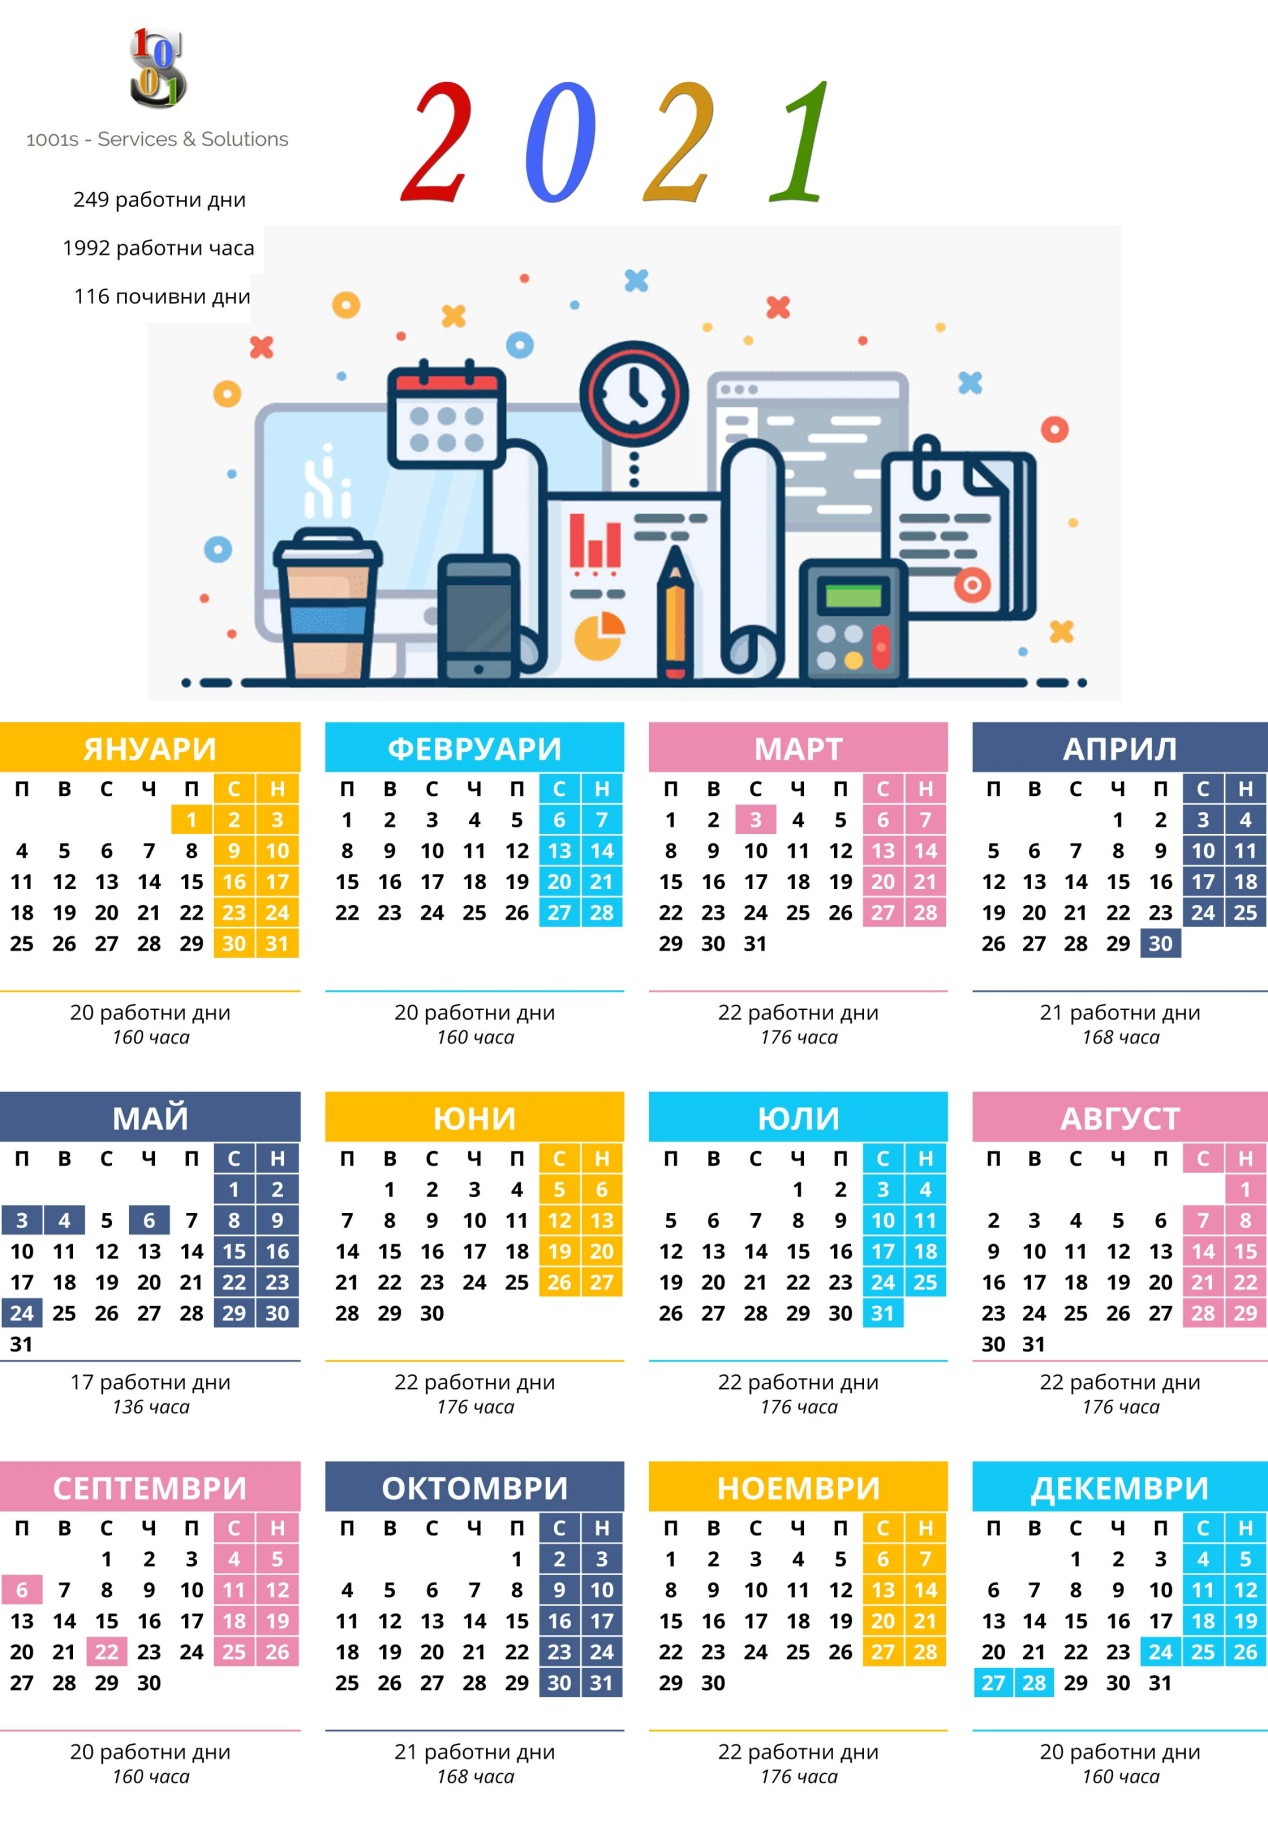 1001
1001s - Services & Solutions
2021
249 работни дни
1992 работни часа
116 почивни дни
ЯНУАРИ
П В С Ч П С Н
1 2 3
4 5 6 7 8 9 10
11 12 13 14 15 16 17
18 19 20 21 22 23 24
25 26 27 28 29 30 31
20 работни дни
160 часа
ФЕВРУАРИ
П В С Ч П С Н
1 2 3 4 5 6 7
8 9 10 11 12 13 14
15 16 17 18 19 20 21
22 23 24 25 26 27 28
20 работни дни
160 часа
МАРТ
П В С Ч П С Н
1 2 3 4 5 6 7
8 9 10 11 12 13 14
15 16 17 18 19 20 21
22 23 24 25 26 27 28
29 30 31
22 работни дни
176 часа
АПРИЛ
П В С Ч П С Н
1 2 3 4
5 6 7 8 9 10 11
12 13 14 15 16 17 18
19 20 21 22 23 24 25
26 27 28 29 30
21 работни дни
168 часа
МАЙ
П В С Ч П С Н
1 2
3 4 5 6 7 8 9
10 11 12 13 14 15 16
17 18 19 20 21 22 23
24 25 26 27 28 29 30
31
17 работни дни
136 часа
ЮНИ
П В С Ч П С Н
1 2 3 4 5 6
7 8 9 10 11 12 13
14 15 16 17 18 19 20
21 22 23 24 25 26 27
28 29 30
22 работни дни
176 часа
ЮЛИ
П В С Ч П С Н
1 2 3 4
5 6 7 8 9 10 11
12 13 14 15 16 17 18
19 20 21 22 23 24 25
26 27 28 29 30 31
22 работни дни
176 часа
АВГУСТ
П В С Ч П С Н
1
2 3 4 5 6 7 8
9 10 11 12 13 14 15
16 17 18 19 20 21 22
23 24 25 26 27 28 29
30 31
22 работни дни
176 часа
СЕПТЕМВРИ
П В С Ч П С Н
1 2 3 4 5
6 7 8 9 10 11 12
13 14 15 16 17 18 19
20 21 22 23 24 25 26
27 28 29 30
20 работни дни
160 часа
ОКТОМВРИ
П В С Ч П С Н
1 2 3
4 5 6 7 8 9 10
11 12 13 14 15 16 17
18 19 20 21 22 23 24
25 26 27 28 29 30 31
21 работни дни
168 часа
НОЕМВРИ
П В С Ч П С Н
1 2 3 4 5 6 7
8 9 10 11 12 13 14
15 16 17 18 19 20 21
22 23 24 25 26 27 28
29 30
22 работни дни
176 часа
ДЕКЕМВРИ
П В С Ч П С Н
1 2 3 4 5
6 7 8 9 10 11 12
13 14 15 16 17 18 19
20 21 22 23 24 25 26
27 28 29 30 31
20 работни дни
160 часа